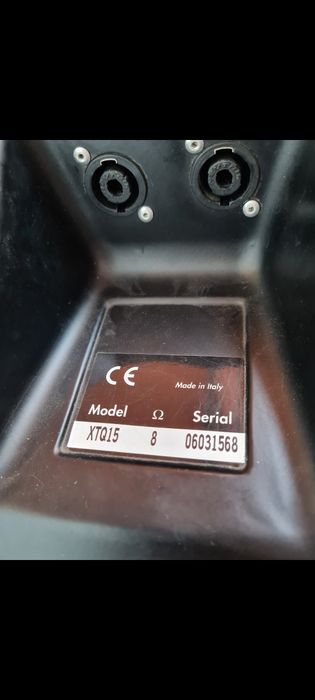 CE Made in Italy
Model Ω Serial
XTQ15 8 06031568